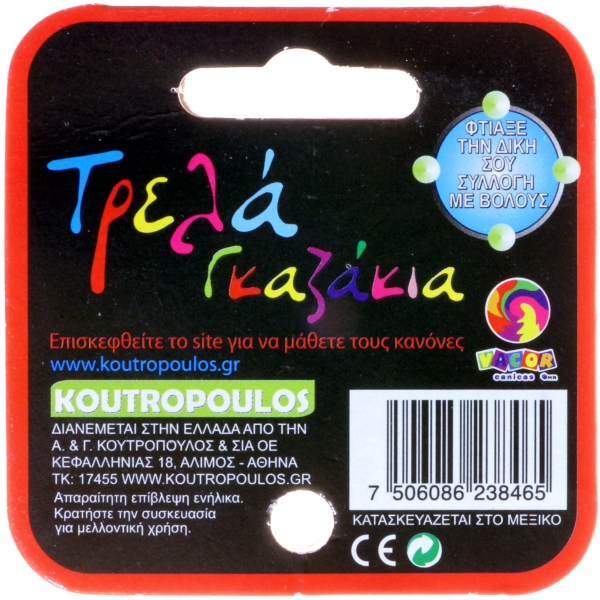 ΦΤΙΑΞΕ
ΤΗΝ ΔΙΚΗ
ΣΟΥ
ΣΥΛΛΟΓΗ
ΜΕ ΒΟΛΟΥΣ
Τρελά
γκαζάκια
Επισκεφθείτε το site για να μάθετε τους κανόνες
www.koutropoulos.gr
VACOR
canicas
KOUTROPOULOS
ΔΙΑΝΕΜΕΤΑΙ ΣΤΗΝ ΕΛΛΑΔΑ ΑΠΟ ΤΗΝ
Α. & Γ. ΚΟΥΤΡΟΠΟΥΛΟΣ & ΣΙΑ ΟΕ
ΚΕΦΑΛΛΗΝΙΑΣ 18, ΑΛΙΜΟΣ - ΑΘΗΝΑ
ΤΚ: 17455 WWW.KOUTROPOULOS.GR
Απαραίτητη επίβλεψη ενήλικα.
Κρατήστε την συσκευασία
για μελλοντική χρήση.
7 506086 238465
ΚΑΤΑΣΚΕΥΑΖΕΤΑΙ ΣΤΟ ΜΕΞΙΚΟ
CE